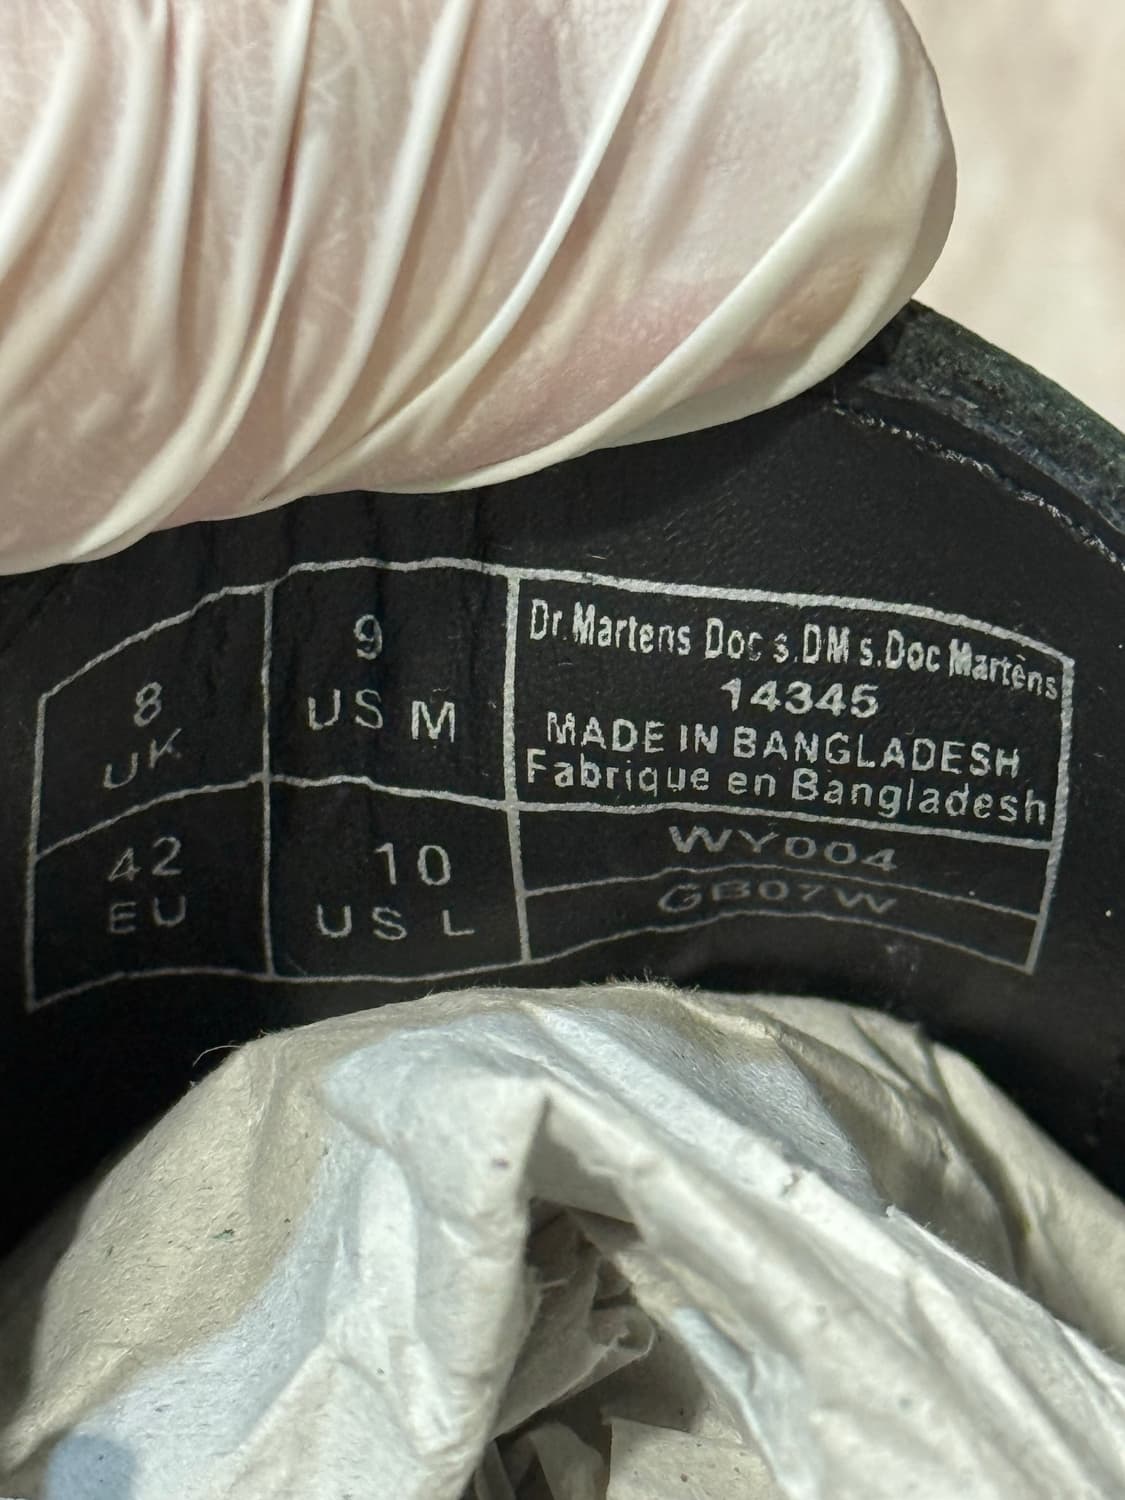 8
UK
9
US M
42
EU
10
US L
Dr.Martens Doc s.DM s.Doc Martens
14345
MADE IN BANGLADESH
Fabrique en Bangladesh
WY004
GB07W